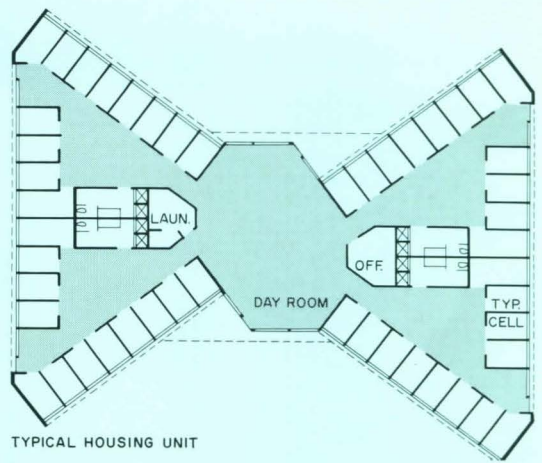 LAUN.
OFF.
DAY ROOM
TYP.
CELL
TYPICAL HOUSING UNIT